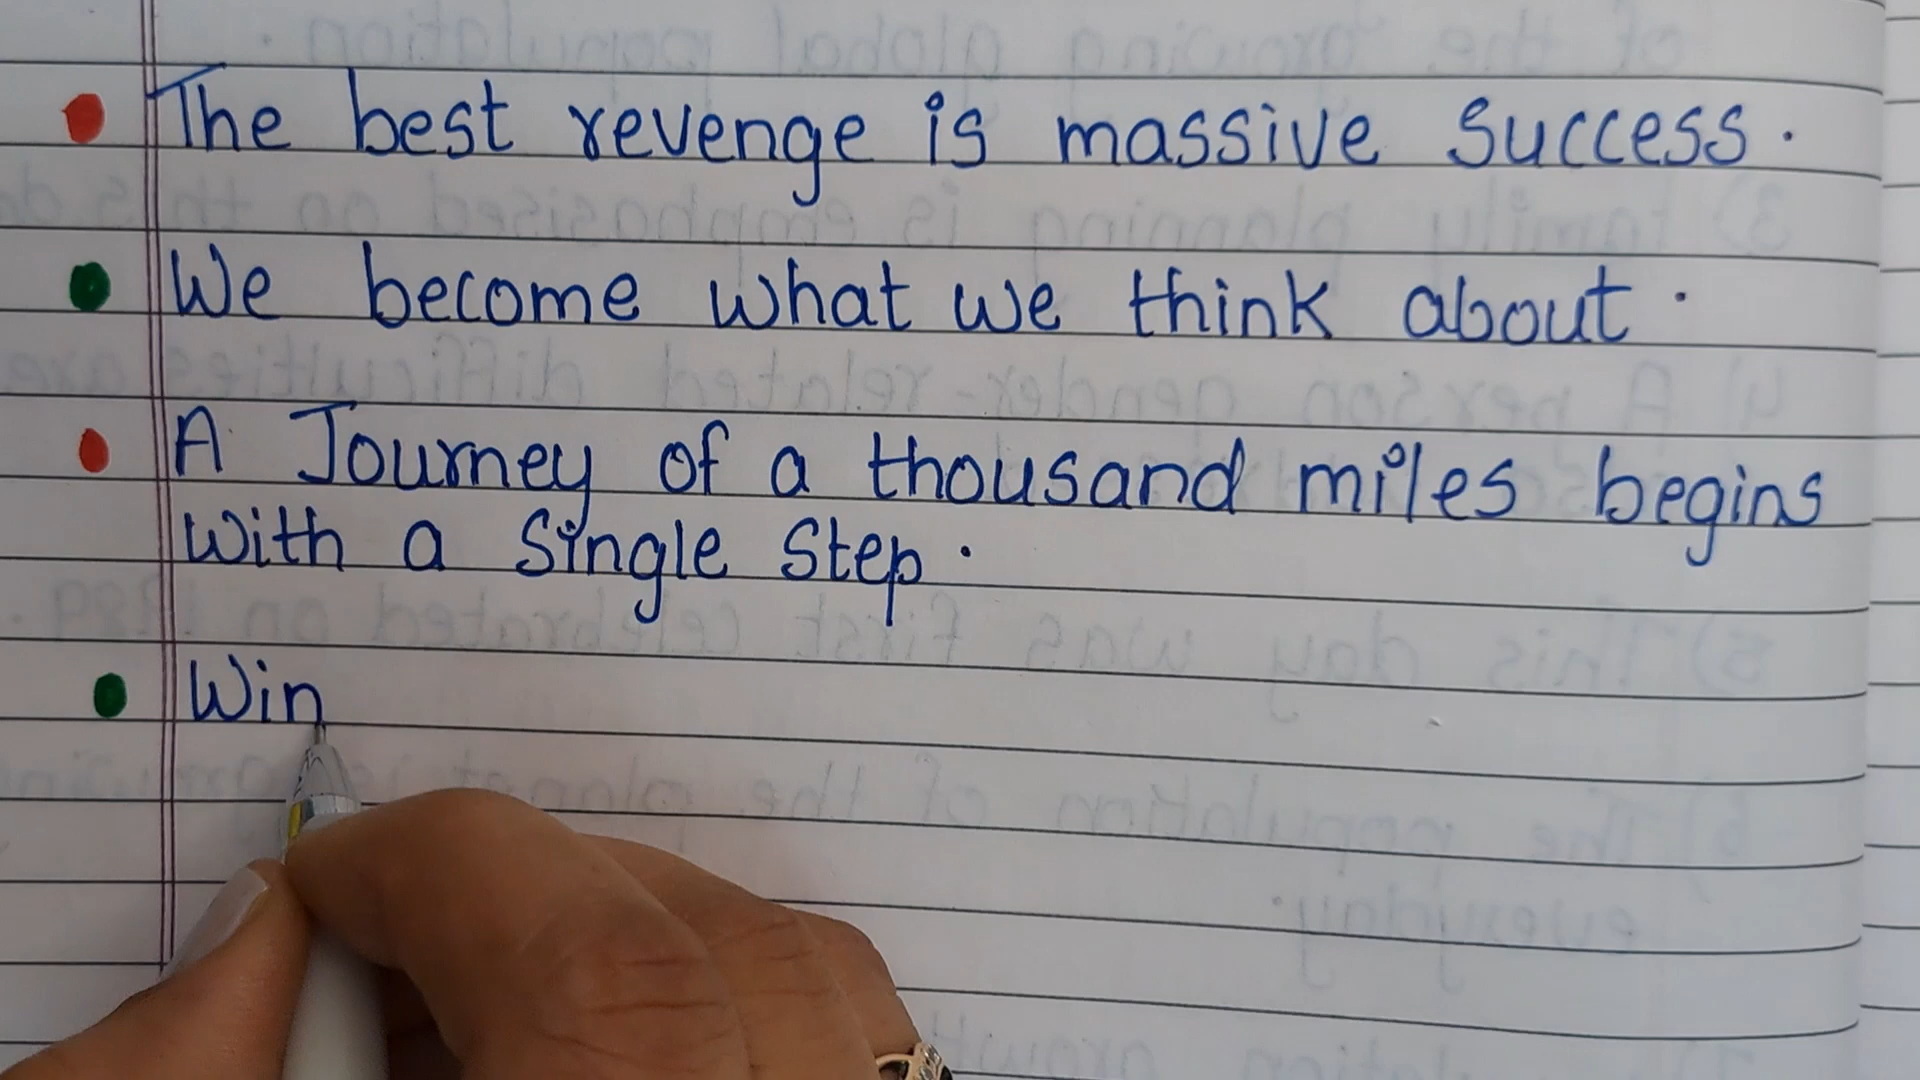 The best revenge is massive Success.
We become what we think about.
A Journey of a thousand miles begins
With a Single Step.
Win